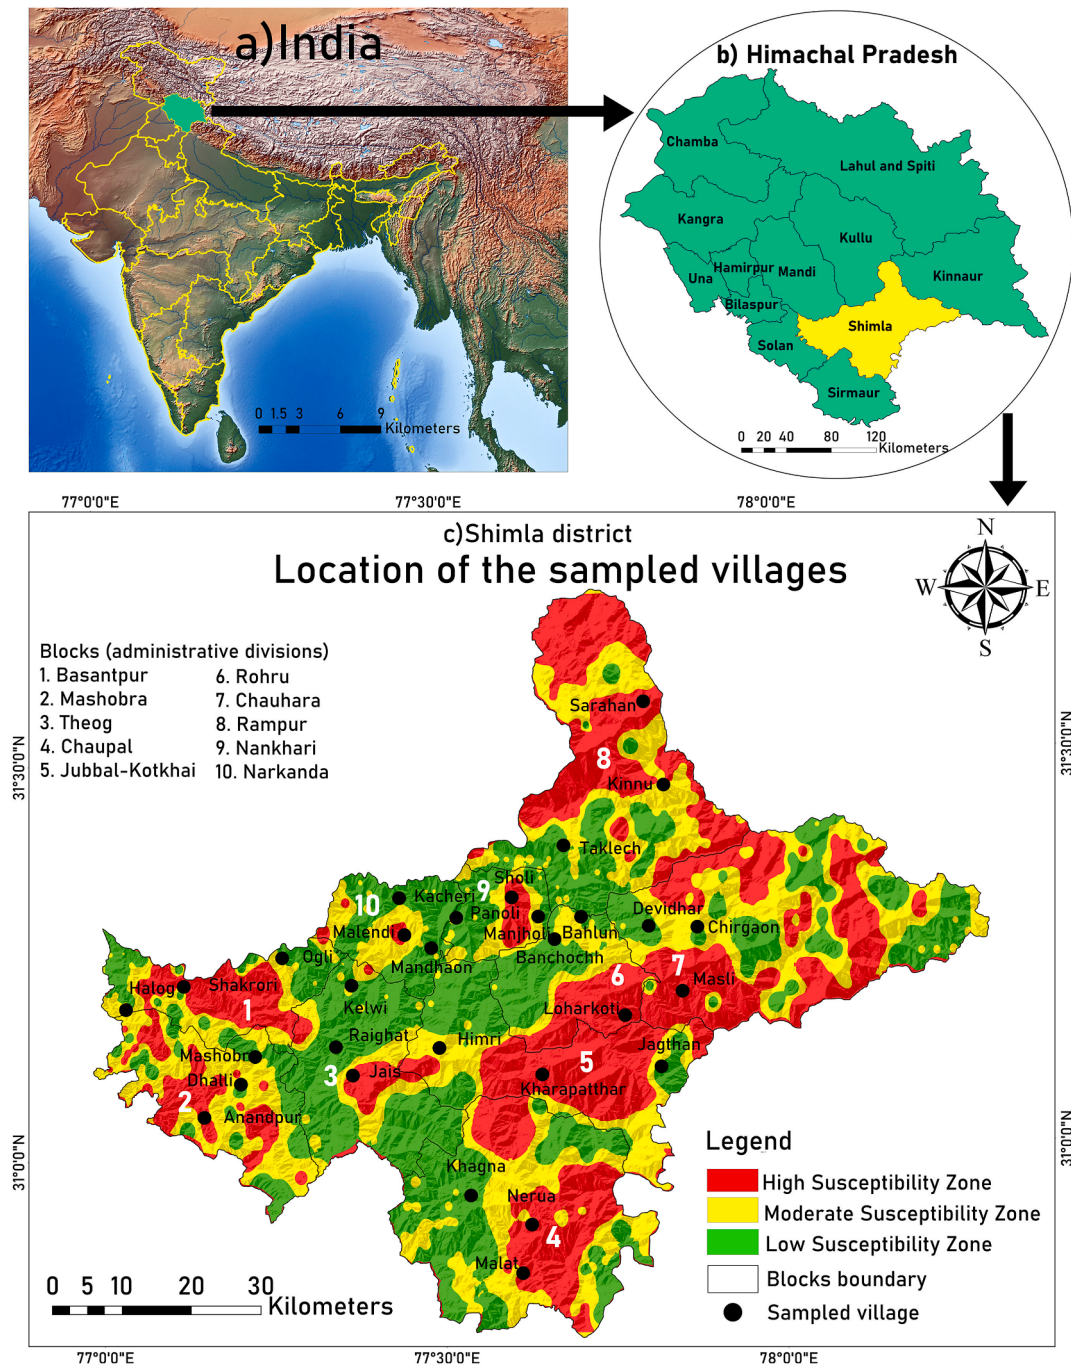 a)India
0 1.5 3 6 9
Kilometers
b) Himachal Pradesh
Chamba
Lahul and Spiti
Kangra
Kullu
Hamirpur
Mandi
Una
Kinnaur
Bilaspur
Shimla
Solan
Sirmaur
0 20 40 80 120
Kilometers
77°0'0"E 77°30'0"E 78°0'0"E
c)Shimla district
Location of the sampled villages
N
W E
S
Blocks (administrative divisions)
1. Basantpur
2. Mashobra
3. Theog
4. Chaupal
5. Jubbal-Kotkhai
6. Rohru
7. Chauhara
8. Rampur
9. Nankhari
10. Narkanda
31°30'0"N
31°30'0"N
Sarahan
8
Kinnu
Taklech
Sholi
9
Kacheri
10
Panoli
Devidhar
Malendi
Manjholi
Bahlun
Chirgaon
Banchochh
Mandhaon
Ogli
6
7
Masli
Halog
Shakrori
1
Kelwi
Loharkoti
Raighat
Himri
Jagthan
Mashobra
5
Jais
3
Dhalli
Kharapatthar
2
Anandpur
31°0'0"N
31°0'0"N
Khagna
Nerua
4
Malat
Legend
High Susceptibility Zone
Moderate Susceptibility Zone
Low Susceptibility Zone
Blocks boundary
Sampled village
0 5 10 20 30
Kilometers
77°0'0"E 77°30'0"E 78°0'0"E